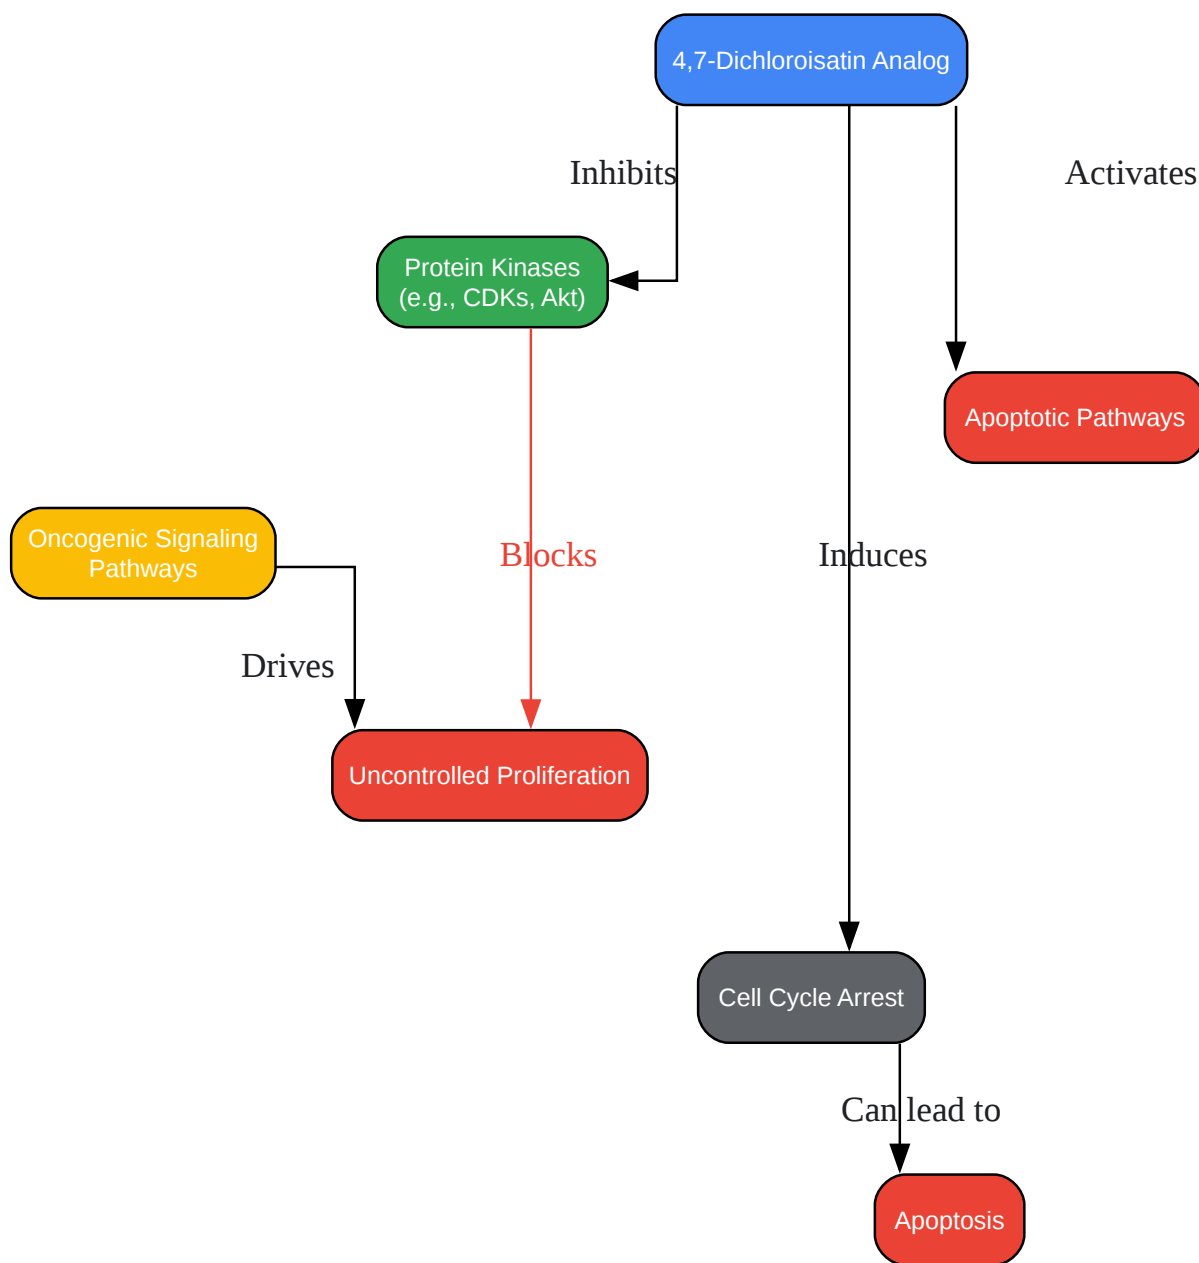 4,7-Dichloroisatin Analog
Inhibits
Activates
Protein Kinases
(e.g., CDKs, Akt)
Apoptotic Pathways
Oncogenic Signaling
Pathways
Blocks
Induces
Drives
Uncontrolled Proliferation
Cell Cycle Arrest
Can lead to
Apoptosis